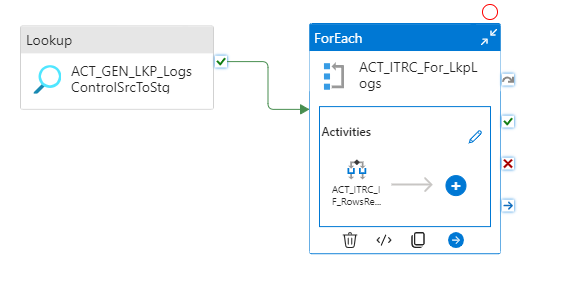 Lookup
ACT_GEN_LKP_Logs
ControlSrcToStg
ForEach
ACT_ITRC_For_LkpL
ogs
Activities
ACT_ITRC_I
F_RowsRe...